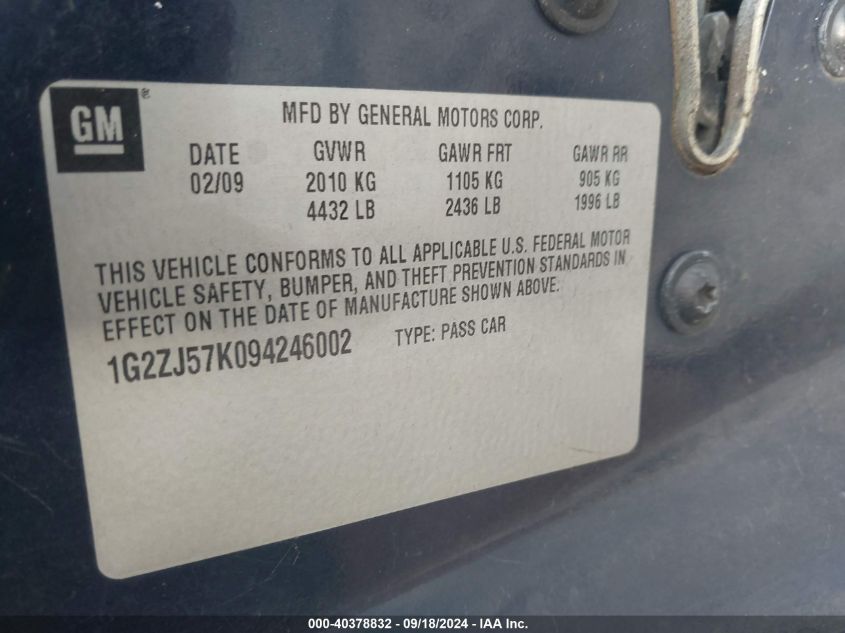 GM ®
MFD BY GENERAL MOTORS CORP.
DATE GVWR GAWR FRT GAWR RR
02/09 2010 KG 1105 KG 905 KG
4432 LB 2436 LB 1996 LB
THIS VEHICLE CONFORMS TO ALL APPLICABLE U.S. FEDERAL MOTOR
VEHICLE SAFETY, BUMPER, AND THEFT PREVENTION STANDARDS IN
EFFECT ON THE DATE OF MANUFACTURE SHOWN ABOVE.
1G2ZJ57K094246002 TYPE: PASS CAR
000-40378832 - 09/18/2024 - IAA Inc.